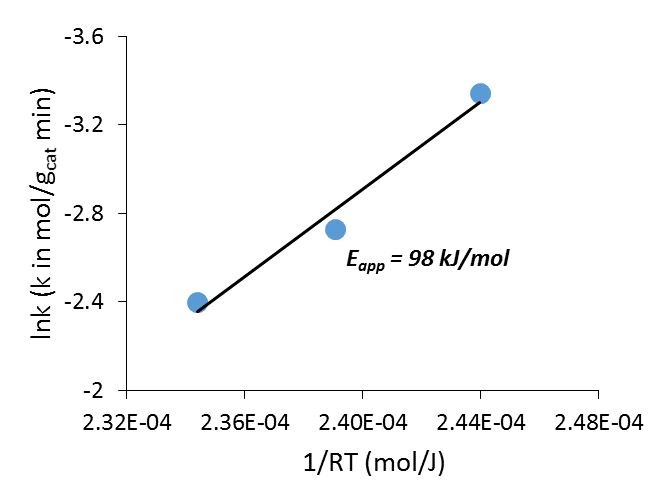 -3.6
-3.2
-2.8
-2.4
-2
lnk (k in mol/gcat min)
Eapp = 98 kJ/mol
2.32E-04 2.36E-04 2.40E-04 2.44E-04 2.48E-04
1/RT (mol/J)